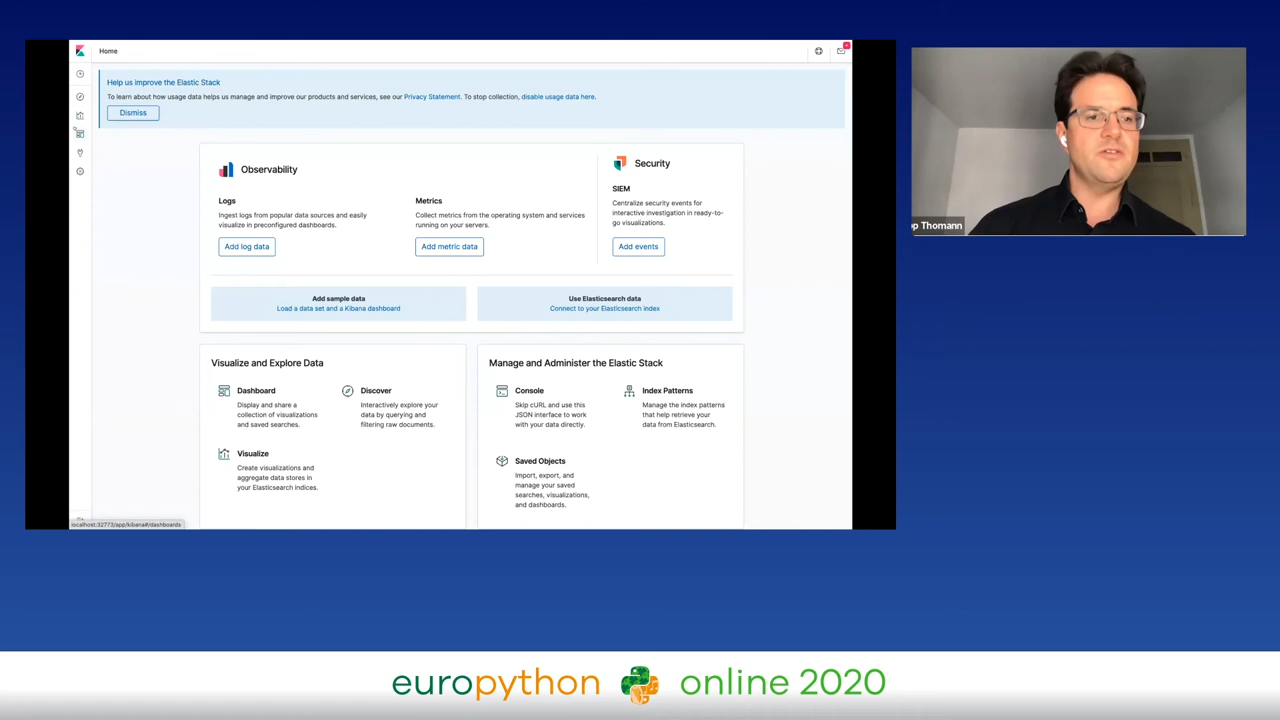 Home
Help us improve the Elastic Stack
To learn about how usage data helps us manage and improve our products and services, see our Privacy Statement. To stop collection, disable usage data here.
Dismiss
Observability
Logs
Ingest logs from popular data sources and easily
visualize in preconfigured dashboards.
Add log data
Metrics
Collect metrics from the operating system and services
running on your servers.
Add metric data
Security
SIEM
Centralize security events for
interactive investigation in ready-to-
go visualizations.
Add events
Add sample data
Load a data set and a Kibana dashboard
Use Elasticsearch data
Connect to your Elasticsearch index
Visualize and Explore Data
Dashboard
Display and share a
collection of visualizations
and saved searches.
Discover
Interactively explore your
data by querying and
filtering raw documents.
Visualize
Create visualizations and
aggregate data stores in
your Elasticsearch indices.
Manage and Administer the Elastic Stack
Console
Skip cURL and use this
JSON interface to work
with your data directly.
Index Patterns
Manage the index patterns
that help retrieve your
data from Elasticsearch.
Saved Objects
Import, export, and
manage your saved
searches, visualizations,
and dashboards.
localhost:32773/app/kibana#/dashboards
Thomann
europython online 2020